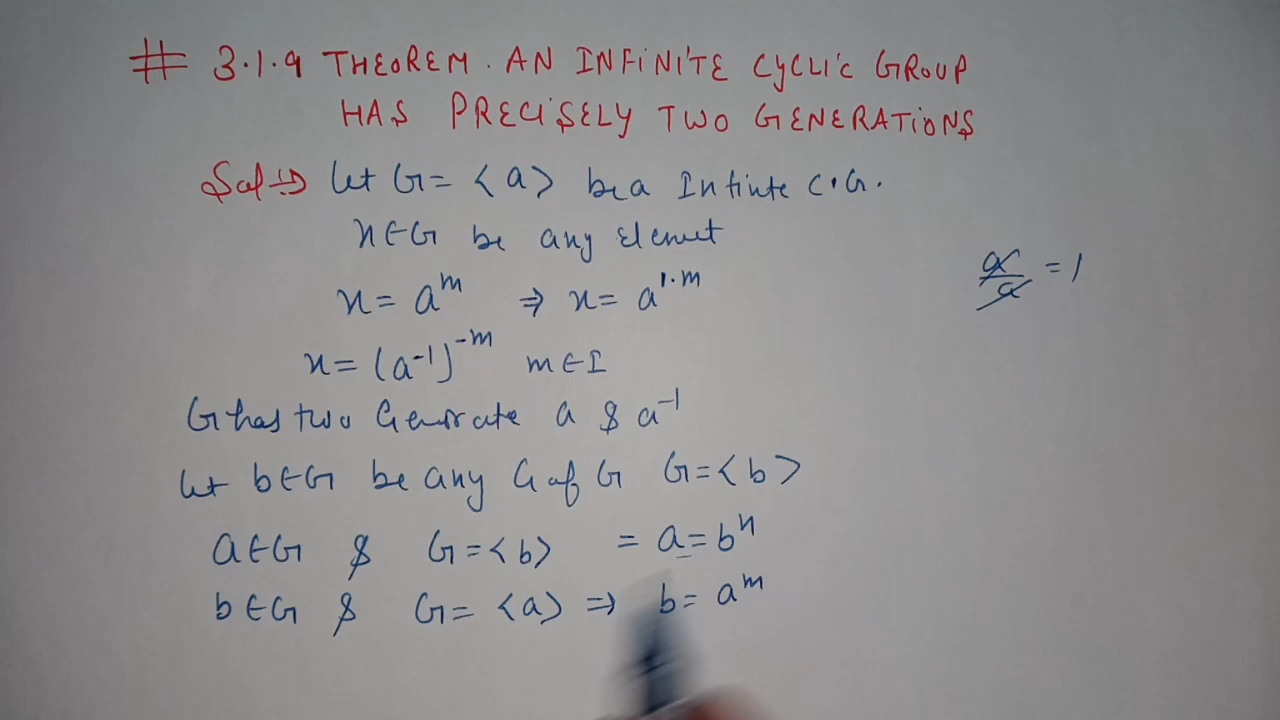 # 3.1.9 THEOREM. AN INFINITE CYCLIC GROUP
HAS PRECISELY TWO GENERATIONS
Sol:⇒ Let G = <a> be a Infinte C.G.
x∈G be any Element
x = a^m ⇒ x = a^1.m
x = (a^-1)^-m m∈I
a/a = 1
G has two Generate a & a^-1
Let b∈G be any G of G G = <b>
a∈G & G = <b> = a = b^n
b∈G & G = <a> ⇒ b = a^m